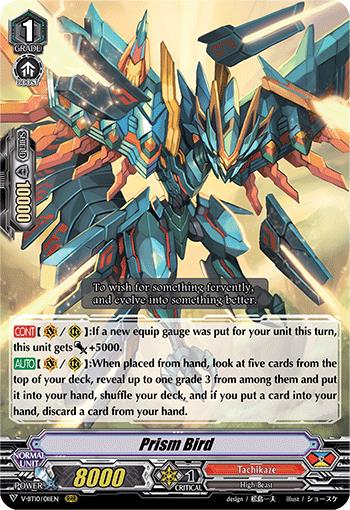 1
GRADE
BOOST
SHIELD 10000
To wish for something fervently,
and evolve into something better.
CONT【 / 】:If a new equip gauge was put for your unit this turn,
this unit gets +5000.
AUTO【 / 】:When placed from hand, look at five cards from the
top of your deck, reveal up to one grade 3 from among them and put
it into your hand, shuffle your deck, and if you put a card into your
hand, discard a card from your hand.
Prism Bird
NORMAL
UNIT
POWER 8000 1 CRITICAL
Tachikaze
High Beast
V-BT10/011EN RRR
design / 松島一夫 illust / ショースケ